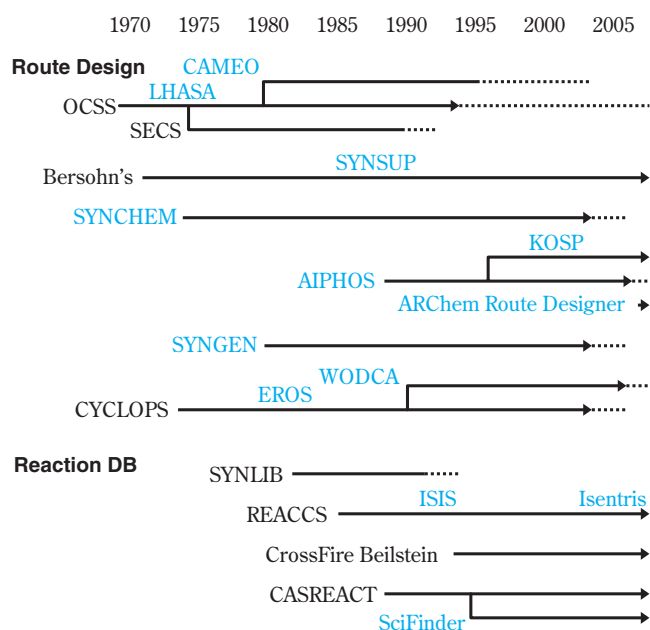 1970 1975 1980 1985 1990 1995 2000 2005
Route Design
CAMEO
LHASA
OCSS
SECS
Bersohn's
SYNSUP
SYNCHEM
KOSP
AIPHOS
ARChem Route Designer
SYNGEN
WODCA
EROS
CYCLOPS
Reaction DB
SYNLIB
ISIS
Isentris
REACCS
CrossFire Beilstein
CASREACT
SciFinder